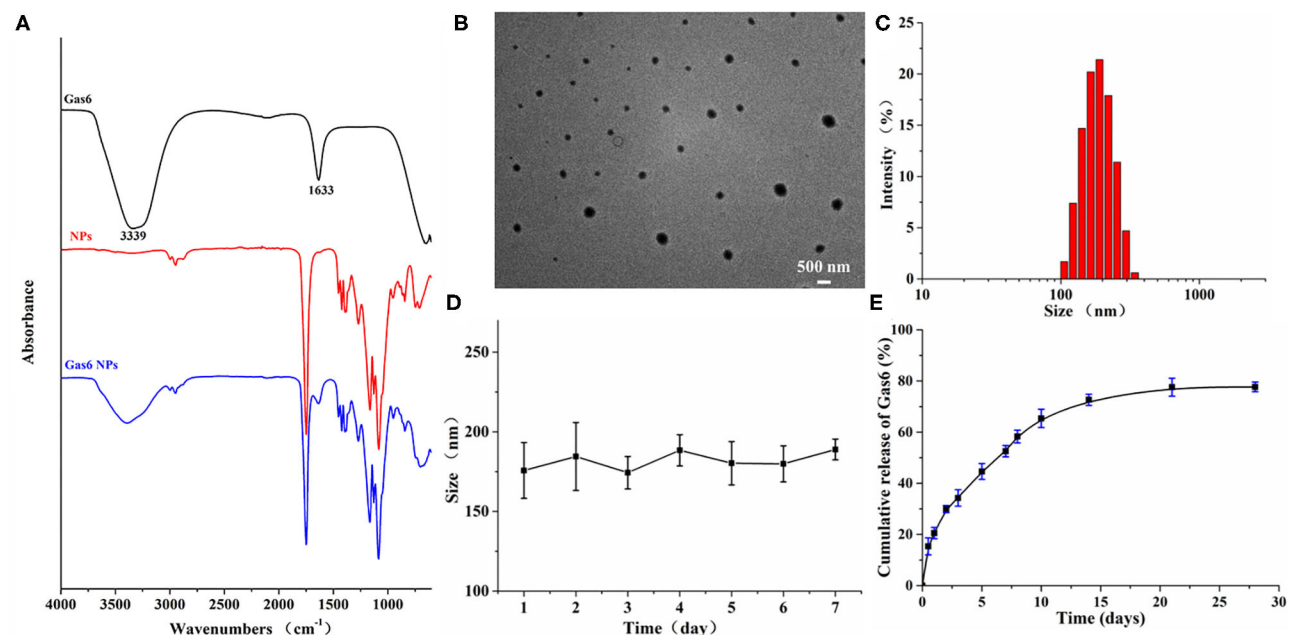 A
Gas6
3339
1633
NPs
Gas6 NPs
Absorbance
4000 3500 3000 2500 2000 1500 1000
Wavenumbers （cm-1）
B
500 nm
C
25
20
15
10
5
0
Intensity （%）
10 100 1000
Size （nm）
D
250
200
150
100
Size （nm）
1 2 3 4 5 6 7
Time（day）
E
100
80
60
40
20
0
Cumulative release of Gas6 (%)
0 5 10 15 20 25 30
Time (days)